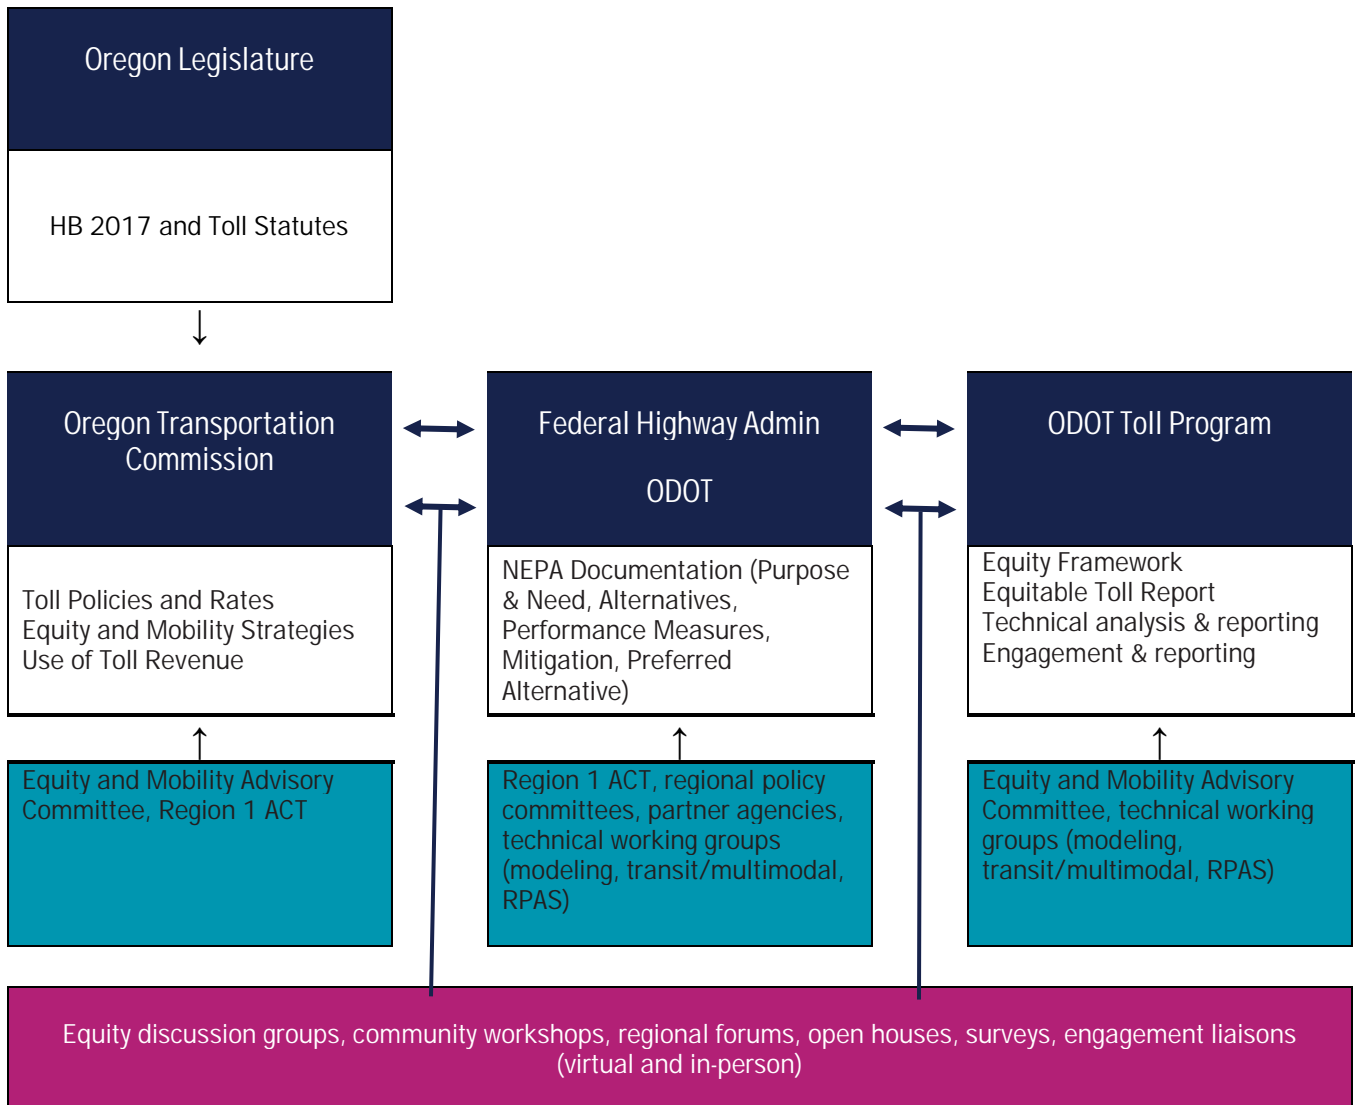 Oregon Legislature
HB 2017 and Toll Statutes
↓
Oregon Transportation
Commission
Federal Highway Admin
ODOT
ODOT Toll Program
Toll Policies and Rates
Equity and Mobility Strategies
Use of Toll Revenue
NEPA Documentation (Purpose
& Need, Alternatives,
Performance Measures,
Mitigation, Preferred
Alternative)
Equity Framework
Equitable Toll Report
Technical analysis & reporting
Engagement & reporting
↑
↑
↑
Equity and Mobility Advisory
Committee, Region 1 ACT
Region 1 ACT, regional policy
committees, partner agencies,
technical working groups
(modeling, transit/multimodal,
RPAS)
Equity and Mobility Advisory
Committee, technical working
groups (modeling,
transit/multimodal, RPAS)
Equity discussion groups, community workshops, regional forums, open houses, surveys, engagement liaisons
(virtual and in-person)